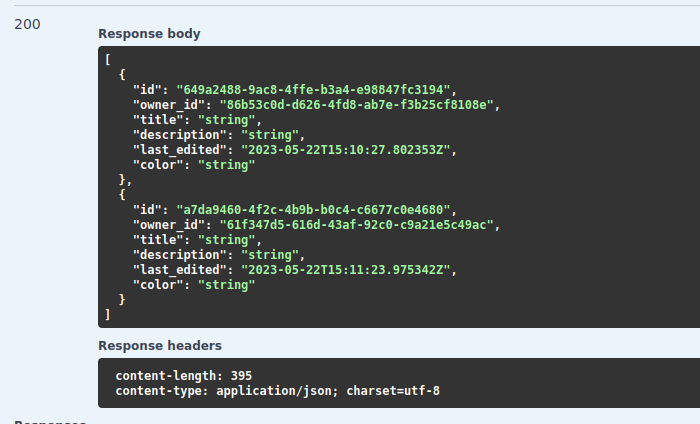 200
Response body
[
  {
    "id": "649a2488-9ac8-4ffe-b3a4-e98847fc3194",
    "owner_id": "86b53c0d-d626-4fd8-ab7e-f3b25cf8108e",
    "title": "string",
    "description": "string",
    "last_edited": "2023-05-22T15:10:27.802353Z",
    "color": "string"
  },
  {
    "id": "a7da9460-4f2c-4b9b-b0c4-c6677c0e4680",
    "owner_id": "61f347d5-616d-43af-92c0-c9a21e5c49ac",
    "title": "string",
    "description": "string",
    "last_edited": "2023-05-22T15:11:23.975342Z",
    "color": "string"
  }
]
Response headers
content-length: 395
content-type: application/json; charset=utf-8
Responses